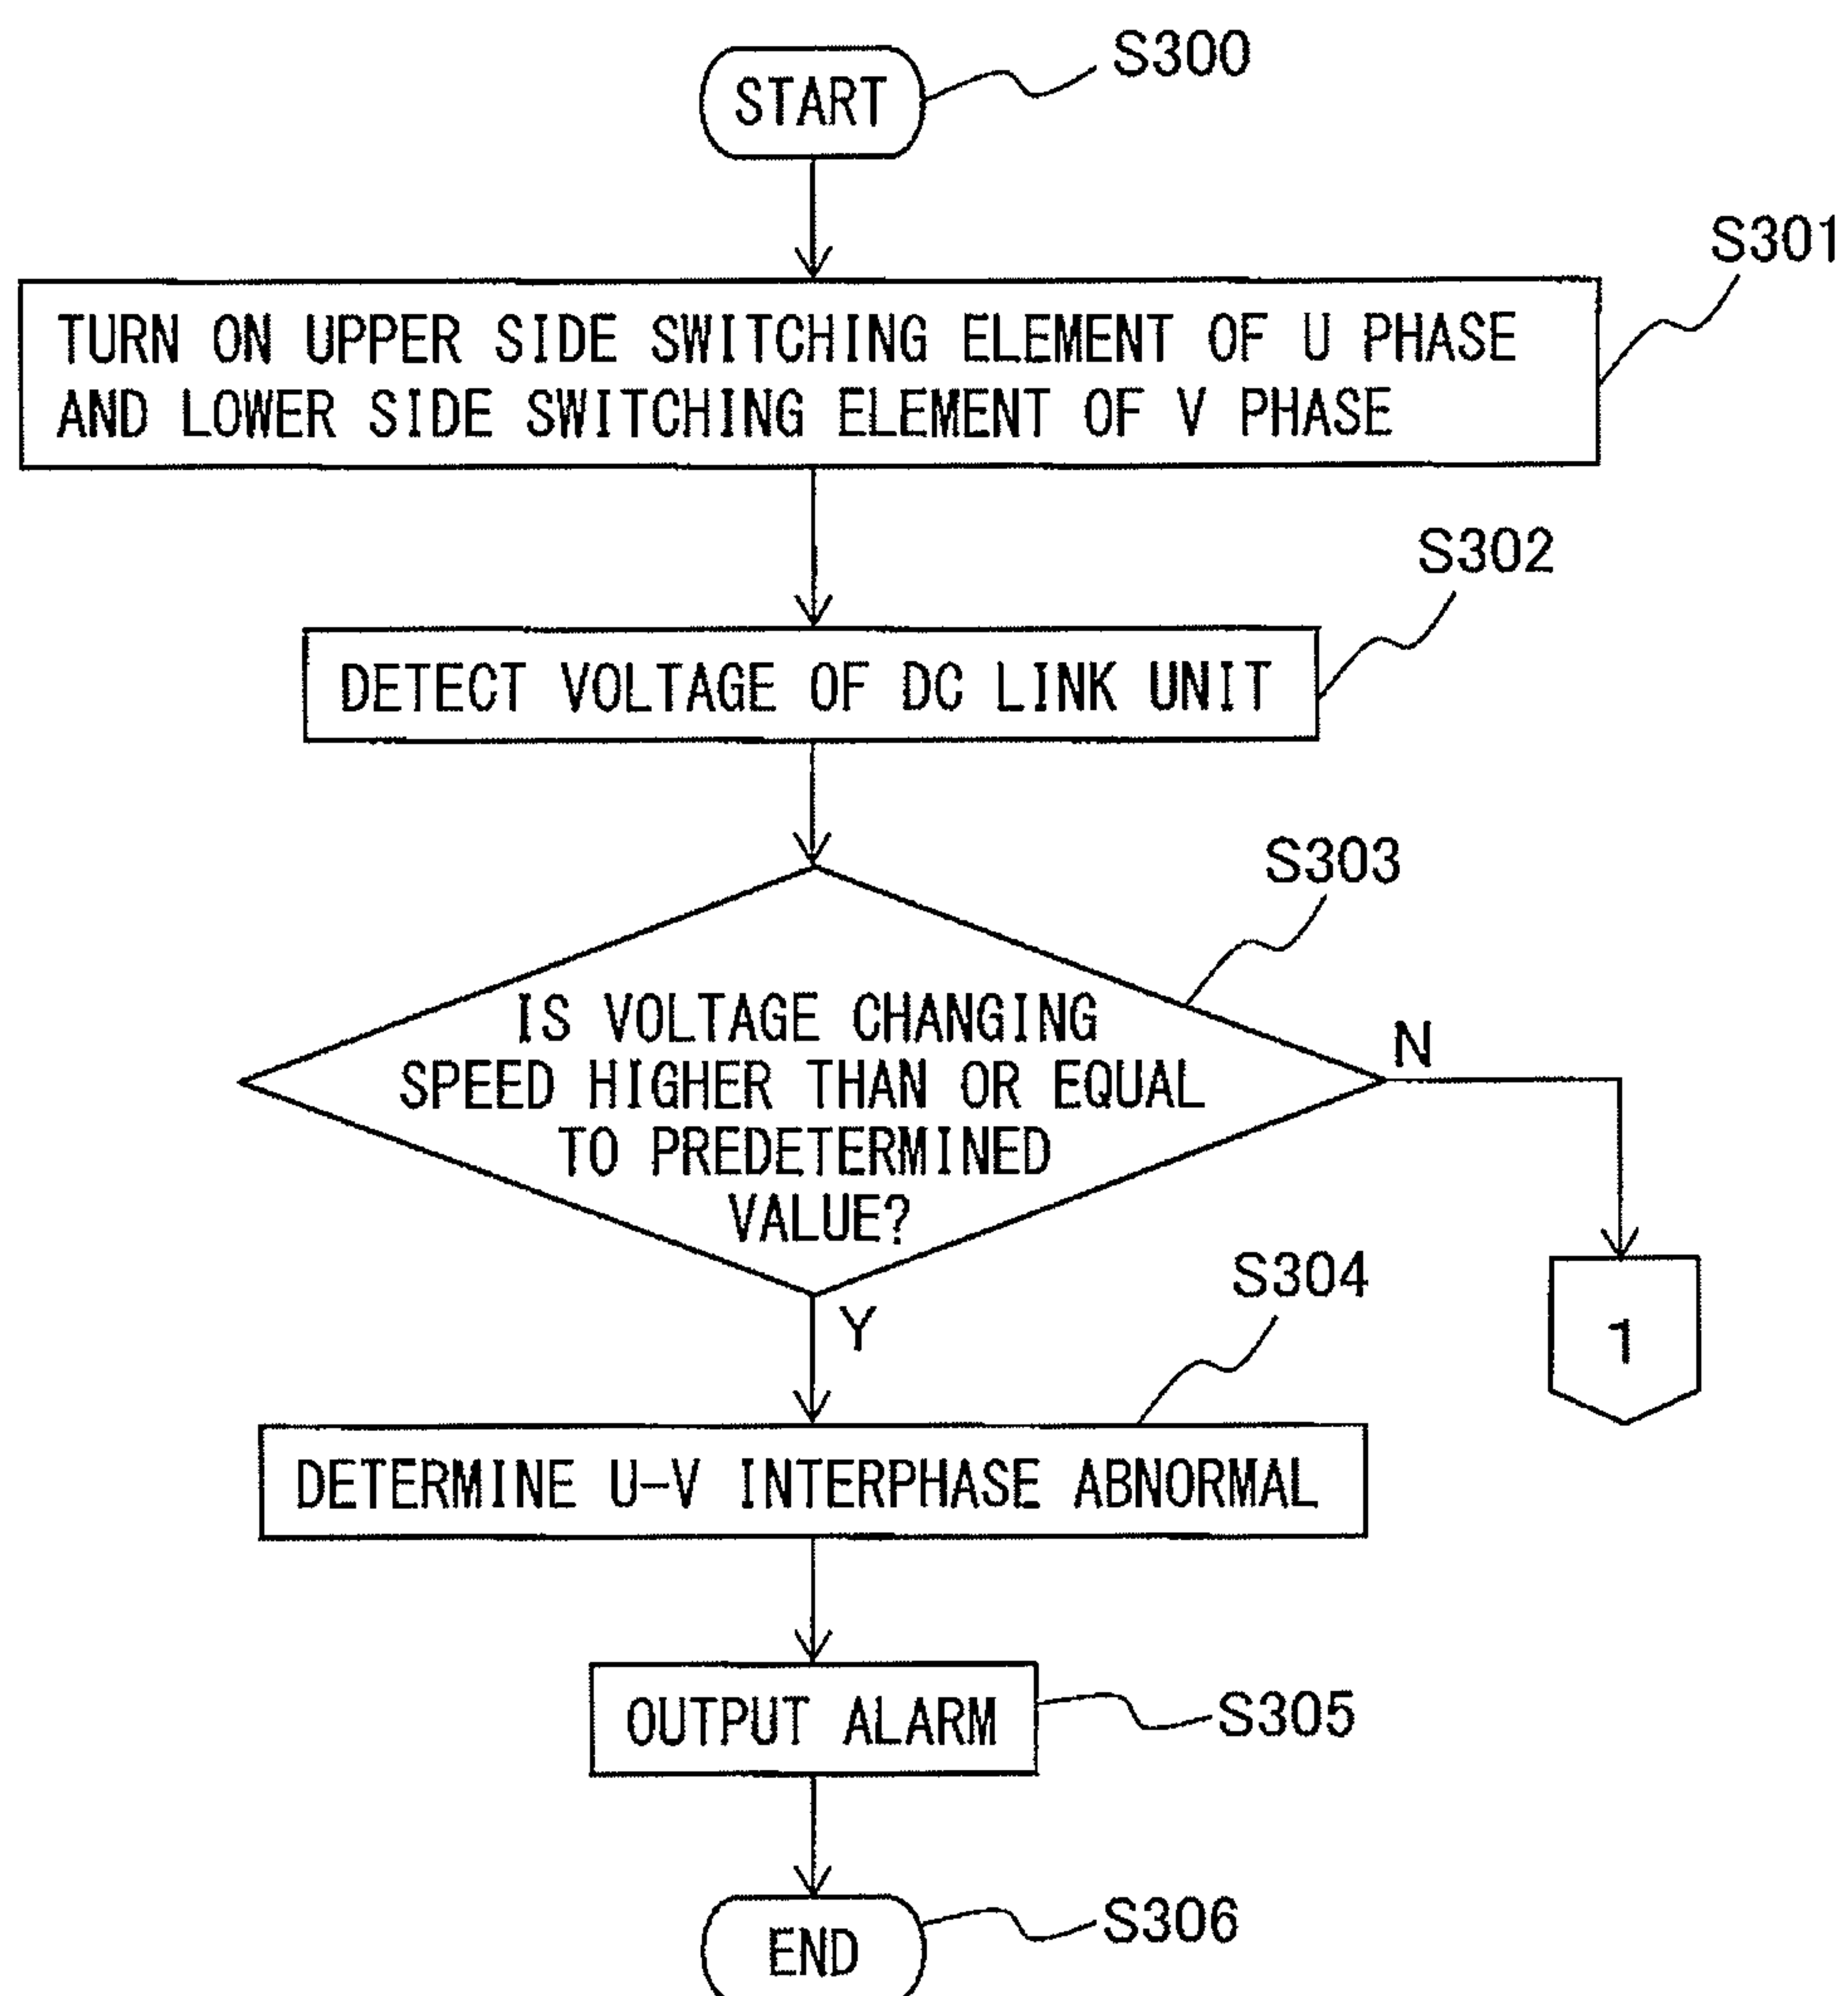 START
S300
S301
TURN ON UPPER SIDE SWITCHING ELEMENT OF U PHASE
AND LOWER SIDE SWITCHING ELEMENT OF V PHASE
S302
DETECT VOLTAGE OF DC LINK UNIT
S303
IS VOLTAGE CHANGING
SPEED HIGHER THAN OR EQUAL
TO PREDETERMINED
VALUE?
N
Y
1
S304
DETERMINE U-V INTERPHASE ABNORMAL
OUTPUT ALARM
S305
END
S306